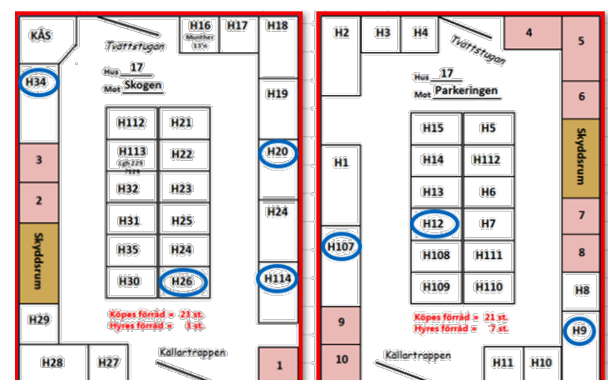 KÄS
Tvättstugan
H16
Munther
H17
H18
H34
Hus 17
Mot Skogen
H19
H112
H21
H113
H22
H20
3
H32
H23
2
H31
H25
H24
Skyddsrum
H35
H24
H30
H26
H114
H29
Köpes förråd = 21 st.
Hyres förråd = 3 st.
H28
H27
Källartrappen
1
H2
H3
H4
Tvättstugan
4
5
Hus 17
Mot Parkeringen
6
H15
H5
H1
H14
H112
Skyddsrum
H13
H6
H12
H7
7
H107
H108
H111
8
H109
H110
H8
9
Köpes förråd = 21 st.
Hyres förråd = 7 st.
H9
10
Källartrappen
H11
H10